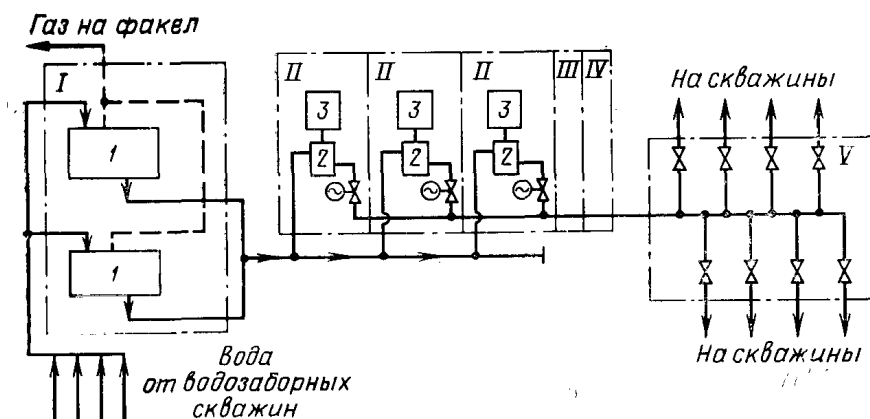 Газ на факел
I
1
1
II
II
II
III
IV
3
3
3
2
2
2
На скважины
V
На скважины
Вода
от водозаборных
скважин